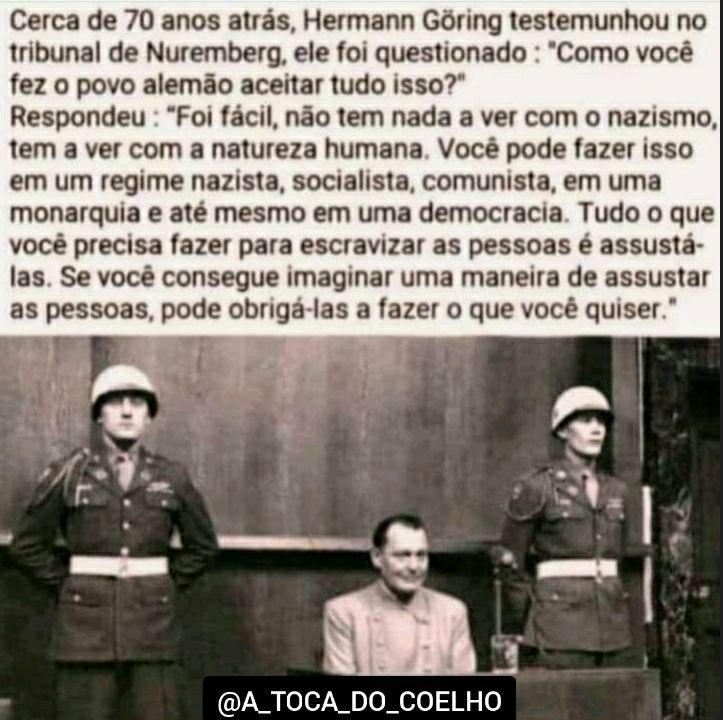 Cerca de 70 anos atrás, Hermann Göring testemunhou no
tribunal de Nuremberg, ele foi questionado : "Como você
fez o povo alemão aceitar tudo isso?"
Respondeu : "Foi fácil, não tem nada a ver com o nazismo,
tem a ver com a natureza humana. Você pode fazer isso
em um regime nazista, socialista, comunista, em uma
monarquia e até mesmo em uma democracia. Tudo o que
você precisa fazer para escravizar as pessoas é assustá-
las. Se você consegue imaginar uma maneira de assustar
as pessoas, pode obrigá-las a fazer o que você quiser."
@A_TOCA_DO_COELHO